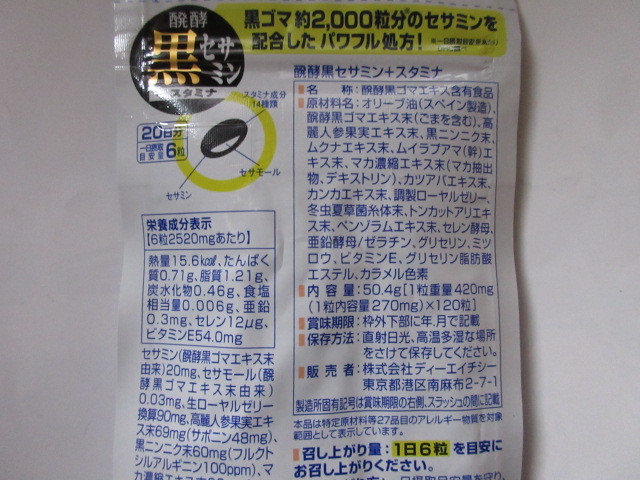 醗酵
黒セサミン
+スタミナ
黒ゴマ約2,000粒分のセサミンを
配合した パワフル処方!
醗酵黒セサミン+スタミナ
スタミナ成分
14種類
20日分
一日摂取目安量6粒
セサモール
セサミン
名 称:醗酵黒ゴマエキス含有食品
原材料名:オリーブ油(スペイン製造)、
醗酵黒ゴマエキス末(ごまを含む)、高
麗人参果実エキス末、黒ニンニク末、
ムクナエキス末、ムイラプアマ(幹)エ
キス末、マカ濃縮エキス末(マカ抽出
物、デキストリン)、カツアバエキス末、
カンカエキス末、調製ローヤルゼリー、
冬虫夏草菌糸体末、トンカットアリエキ
ス末、ベンゾラムエキス末、セレン酵母、
亜鉛酵母/ゼラチン、グリセリン、ミツ
ロウ、ビタミンE、グリセリン脂肪酸
エステル、カラメル色素
内 容 量:50.4g[1粒重量420mg
(1粒内容量270mg)×120粒]
賞味期限:枠外下部に年.月で記載
保存方法:直射日光、高温多湿な場所
をさけて保存してください。
販 売 者:株式会社 ディーエイチシー
東京都港区南麻布2-7-1
製造所固有記号は賞味期限の右側、スラッシュの間に記載
本品は特定原材料等27品目のアレルギー物質を対象
範囲として表示しています。
召し上がり量:1日6粒を目安に
お召し上がりください。
栄養成分表示
[6粒2520mgあたり]
熱量15.6kcal、たんぱく
質0.71g、脂質1.21g、
炭水化物0.46g、食塩
相当量0.006g、亜鉛
0.3mg、セレン12μg、
ビタミンE54.0mg
セサミン(醗酵黒ゴマエキス末
由来)20mg、セサモール(醗
酵黒ゴマエキス末由来)
0.03mg、生ローヤルゼリー
換算90mg、高麗人参果実エキ
ス末69mg(サポニン48mg)、
黒ニンニク末60mg(フルクト
シルアルギニン100ppm)、マ